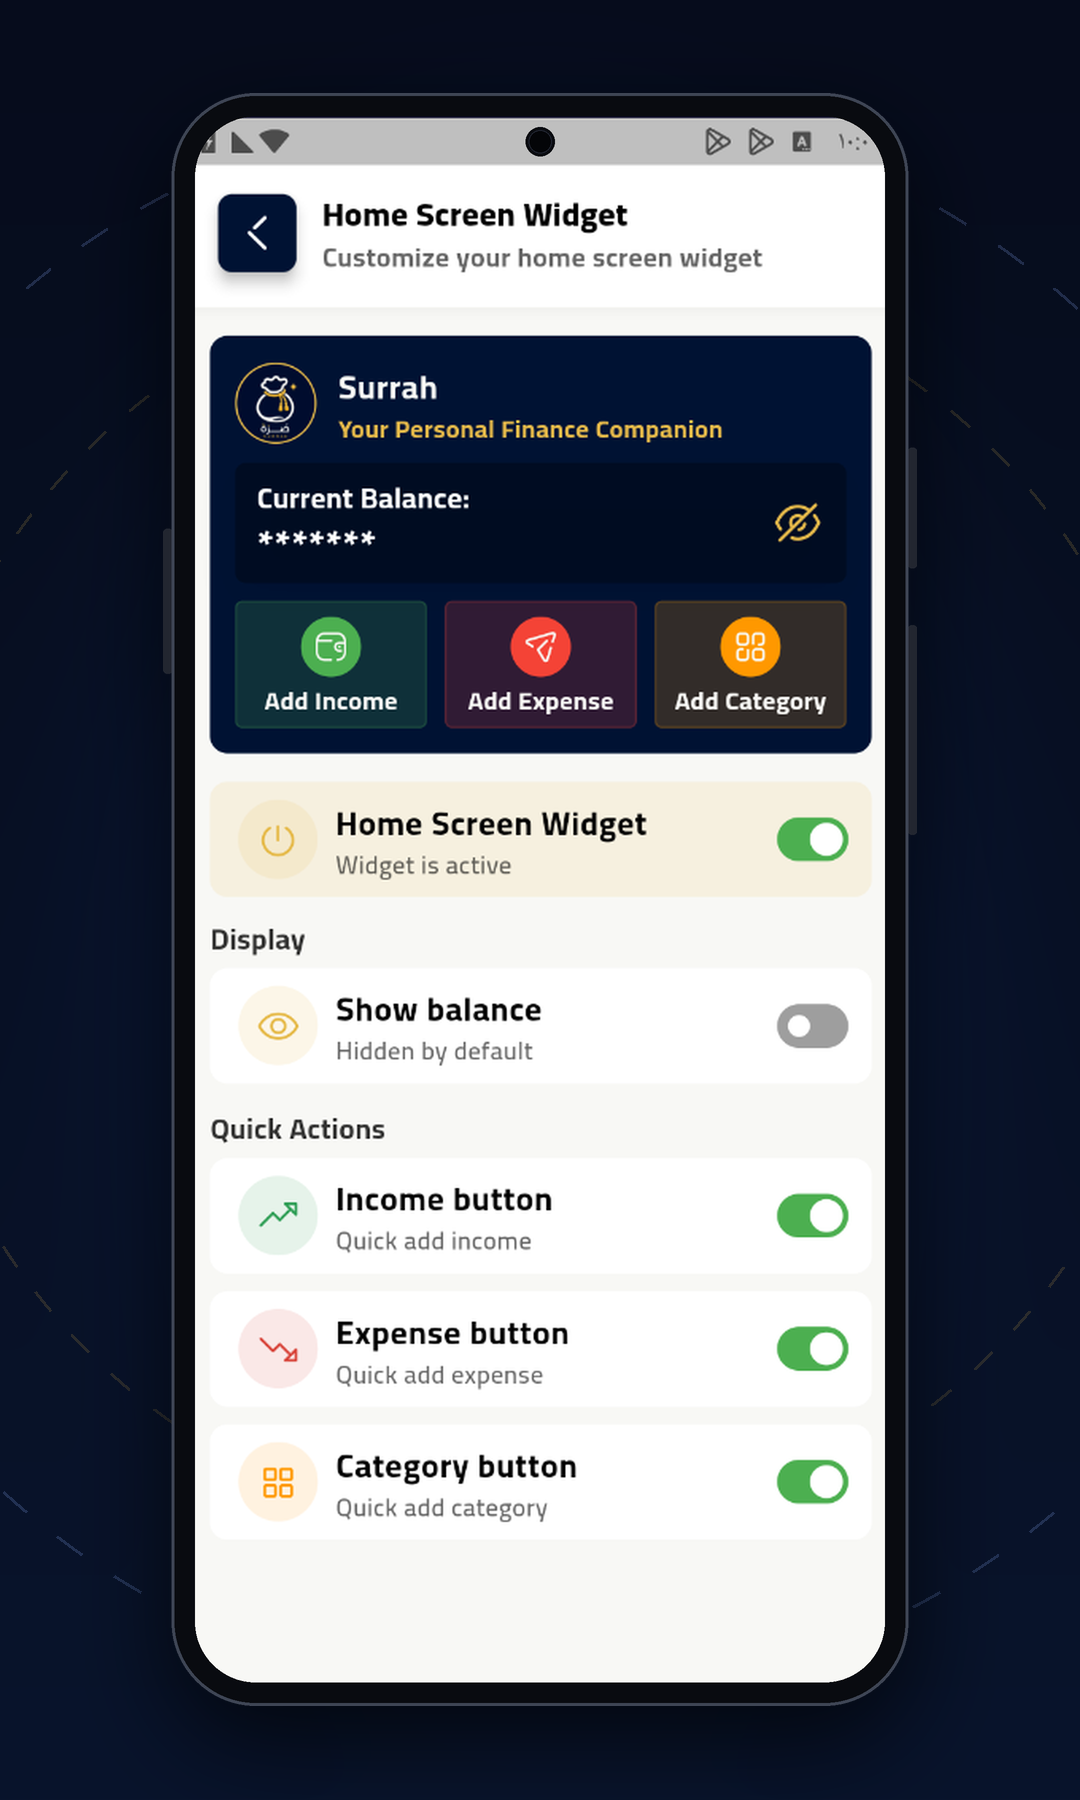 Home Screen Widget
Customize your home screen widget
Surrah
Your Personal Finance Companion
صُرة
Current Balance:
*******
Add Income
Add Expense
Add Category
Home Screen Widget
Widget is active
Display
Show balance
Hidden by default
Quick Actions
Income button
Quick add income
Expense button
Quick add expense
Category button
Quick add category